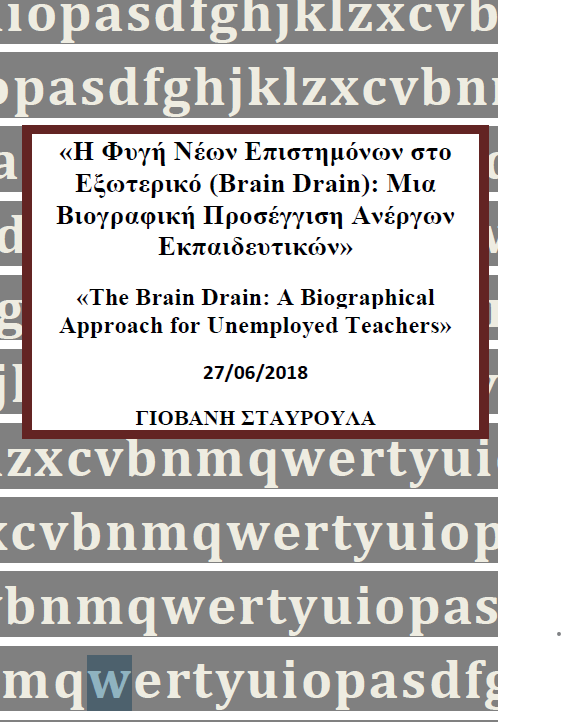 iopasdfghjklzxcvb
opasdfghjklzxcvbn
«Η Φυγή Νέων Επιστημόνων στο
Εξωτερικό (Brain Drain): Μια
Βιογραφική Προσέγγιση Ανέργων
Εκπαιδευτικών»
«The Brain Drain: A Biographical
Approach for Unemployed Teachers»
27/06/2018
ΓΙΟΒΑΝΗ ΣΤΑΥΡΟΥΛΑ
lzxcvbnmqwertyui
xcvbnmqwertyuiop
vbnmqwertyuiopas
mqwertyuiopasdfg